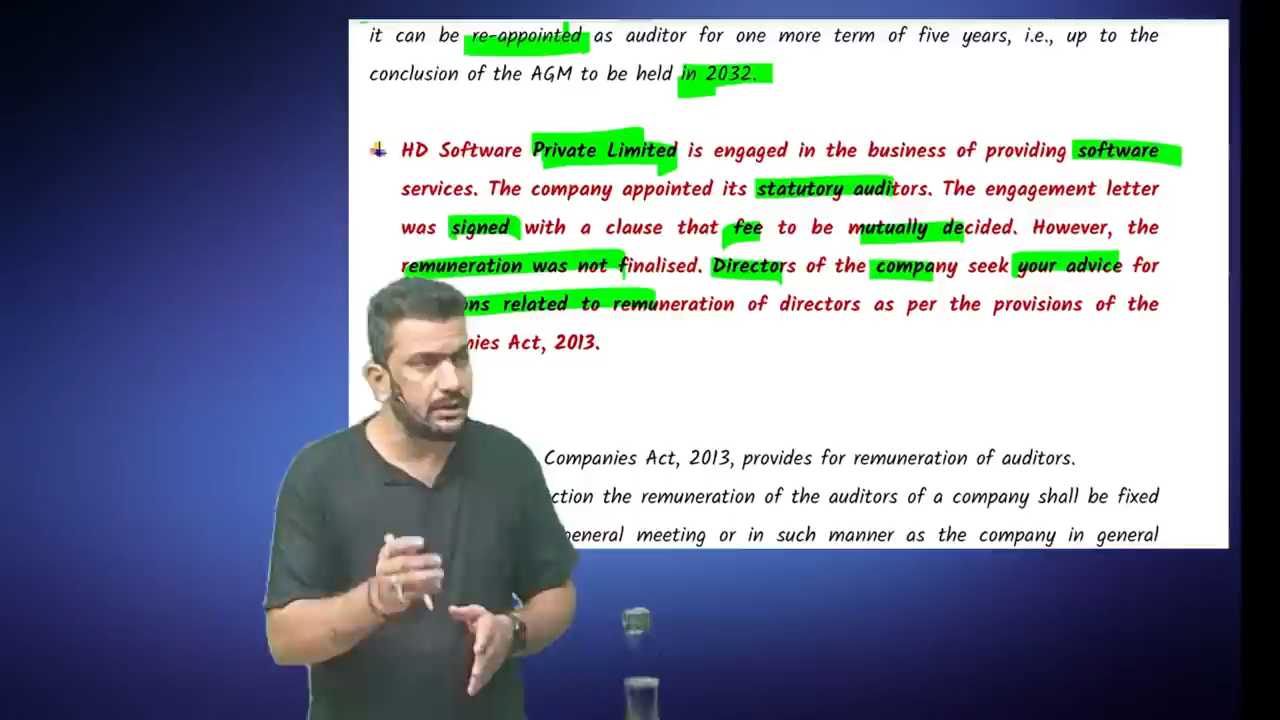 it can be re-appointed as auditor for one more term of five years, i.e., up to the
conclusion of the AGM to be held in 2032.
HD Software Private Limited is engaged in the business of providing software
services. The company appointed its statutory auditors. The engagement letter
was signed with a clause that fee to be mutually decided. However, the
remuneration was not finalised. Directors of the company seek your advice for
related to remuneration of directors as per the provisions of the
Act, 2013.
Companies Act, 2013, provides for remuneration of auditors.
the remuneration of the auditors of a company shall be fixed
general meeting or in such manner as the company in general